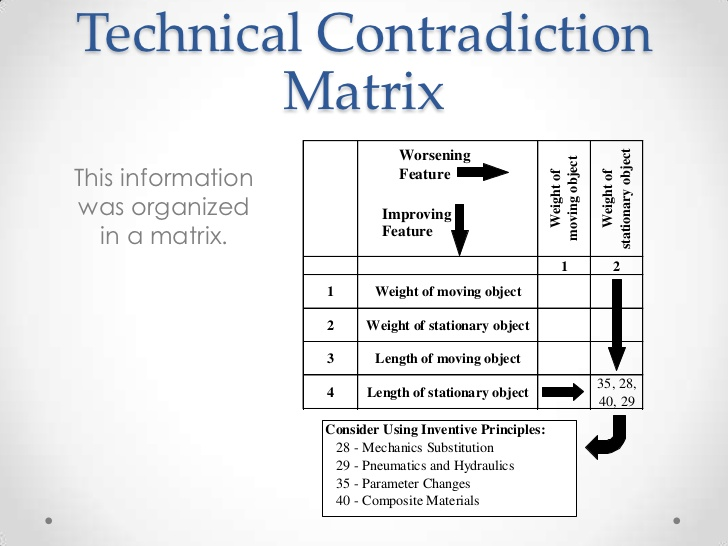 Technical Contradiction
Matrix
This information
was organized
in a matrix.
Worsening
Feature
Improving
Feature
Weight of
moving object
Weight of
stationary object
1 2
1 Weight of moving object
2 Weight of stationary object
3 Length of moving object
4 Length of stationary object
35, 28,
40, 29
Consider Using Inventive Principles:
28 - Mechanics Substitution
29 - Pneumatics and Hydraulics
35 - Parameter Changes
40 - Composite Materials